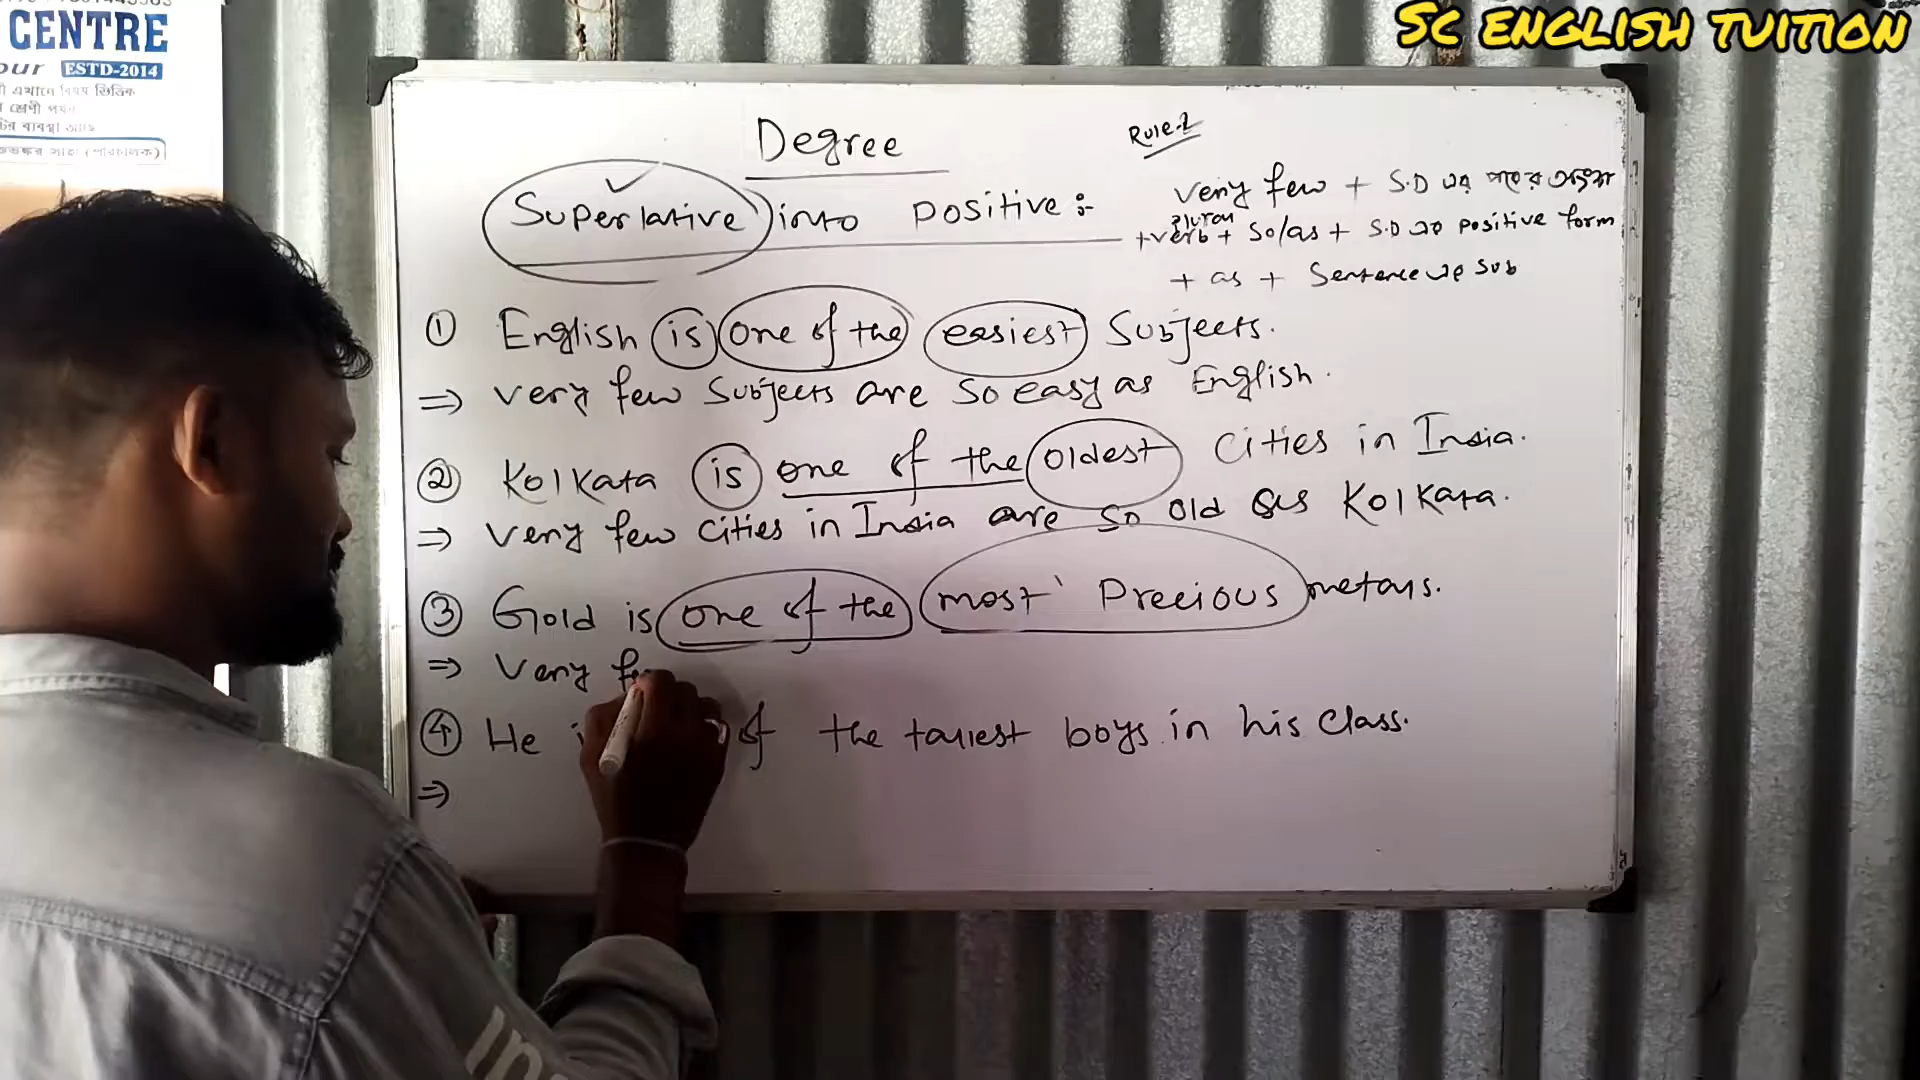 CENTRE
our ESTD-2014
SC ENGLISH TUITION
Degree
Rule-2
Superlative into positive :-
very few + S.D এর পরের অংশ
plural
+verb + so/as + S.D এর positive form
+ as + Sentence এর Sub
① English is one of the easiest Subjects.
⇒ very few Subjects are so easy as English.
② Kolkata is one of the oldest cities in India.
⇒ very few cities in India are so old as Kolkata.
③ Gold is one of the most Precious metals.
⇒ very few
④ He of the tallest boys in his class.
⇒